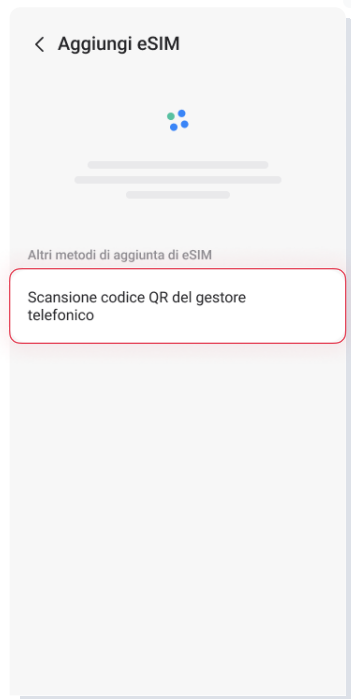 Aggiungi eSIM
Altri metodi di aggiunta di eSIM
Scansione codice QR del gestore
telefonico